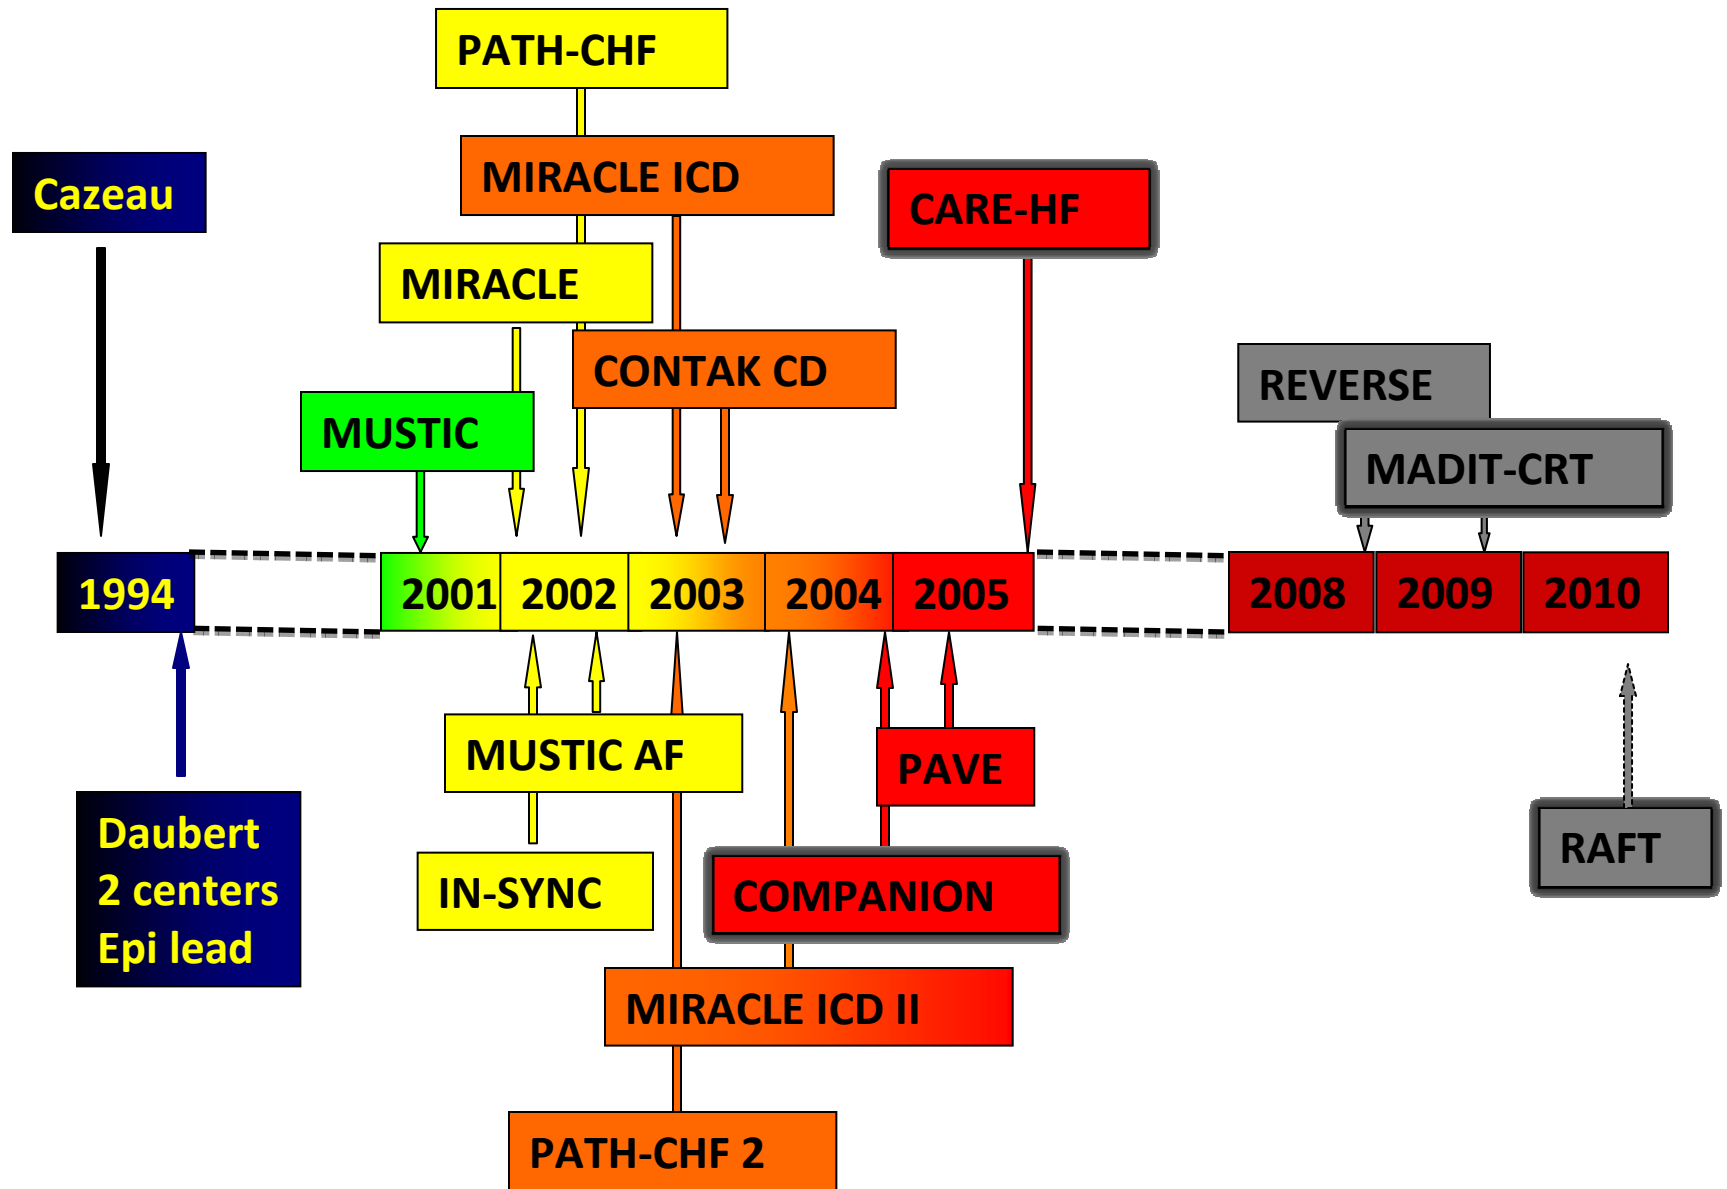 PATH-CHF
MIRACLE ICD
Cazeau
CARE-HF
MIRACLE
CONTAK CD
REVERSE
MUSTIC
MADIT-CRT
1994
2001
2002
2003
2004
2005
2008
2009
2010
MUSTIC AF
PAVE
Daubert
2 centers
Epi lead
RAFT
IN-SYNC
COMPANION
MIRACLE ICD II
PATH-CHF 2